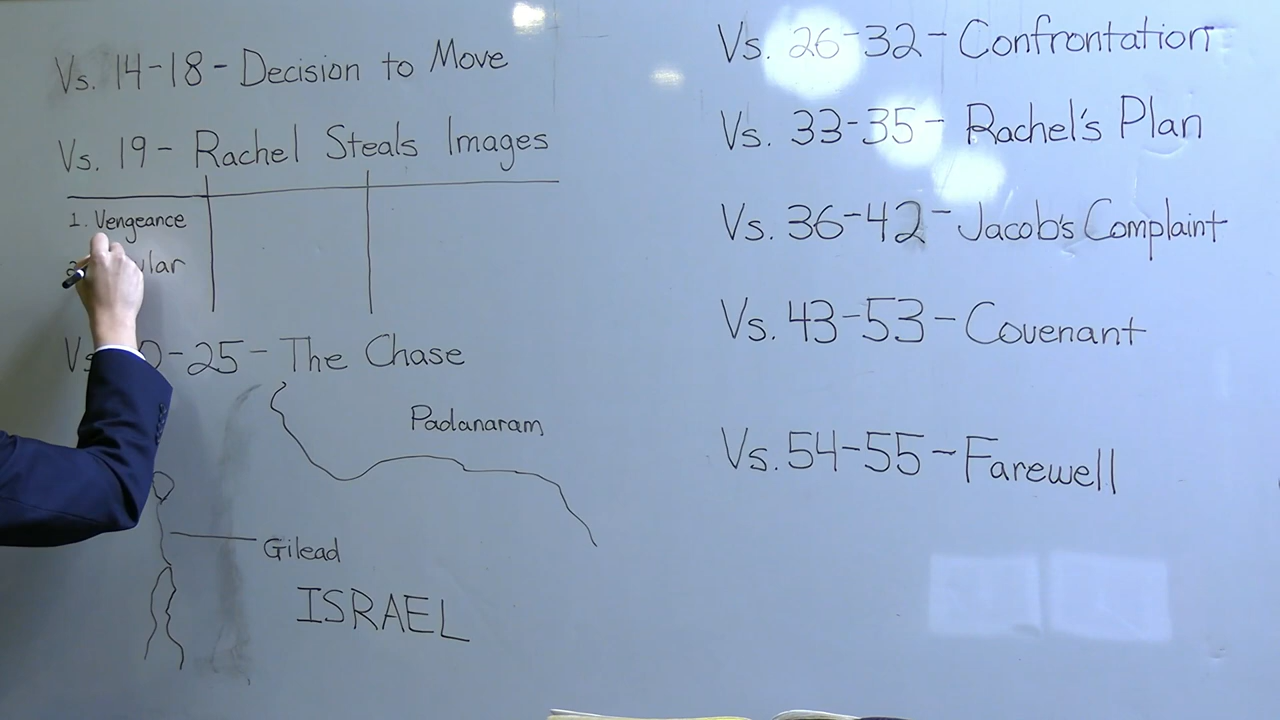 Vs. 14-18 - Decision to Move
Vs. 19 - Rachel Steals Images
1. Vengeance
-25 - The Chase
Padanaram
Gilead
ISRAEL
Vs. 26-32 - Confrontation
Vs. 33-35 - Rachel's Plan
Vs. 36-42 - Jacob's Complaint
Vs. 43-53 - Covenant
Vs. 54-55 - Farewell